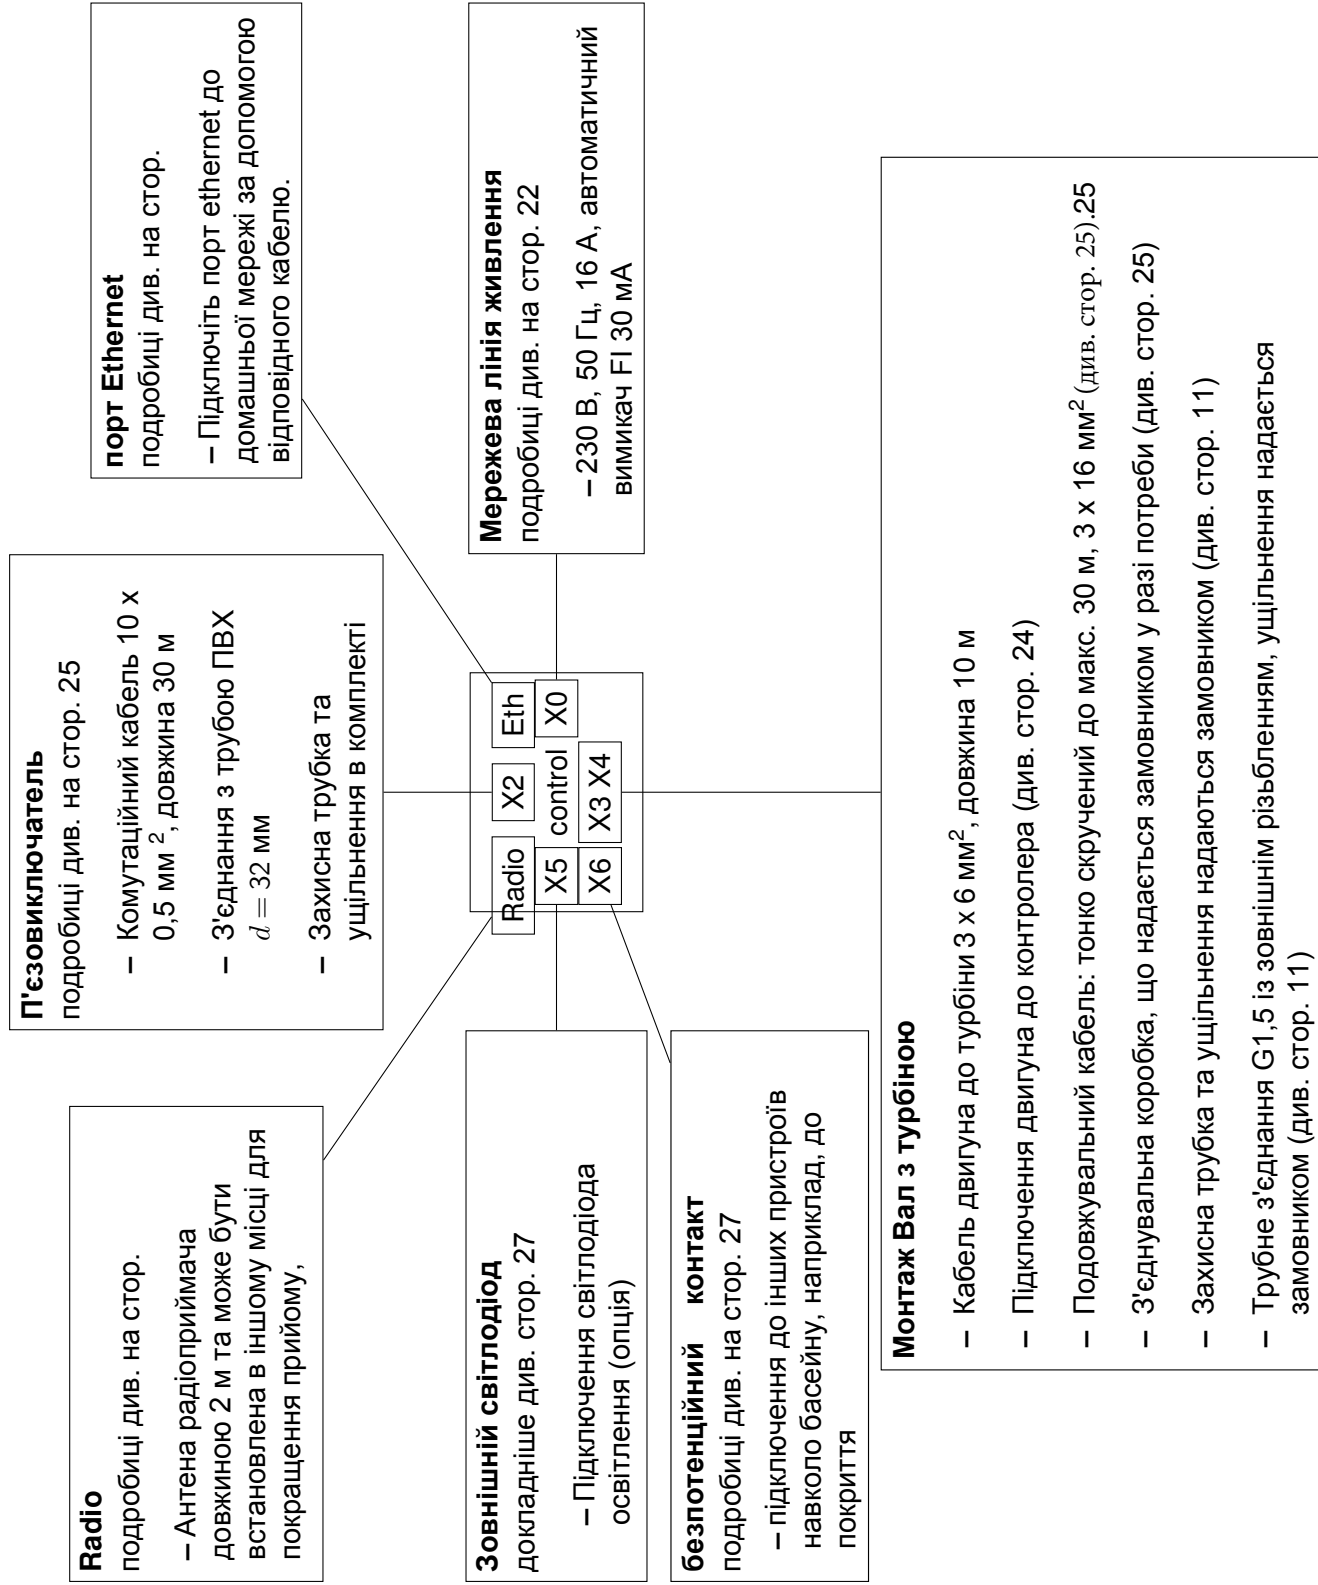 Radio
подробиці див. на стор.
– Антена радіоприймача
довжиною 2 м та може бути
встановлена в іншому місці для
покращення прийому,
П'єзовиключатель
подробиці див. на стор. 25
– Комутаційний кабель 10 x
0,5 мм ², довжина 30 м
– З'єднання з трубою ПВХ
d = 32 мм
– Захисна трубка та
ущільнення в комплекті
порт Ethernet
подробиці див. на стор.
– Підключіть порт ethernet до
домашньої мережі за допомогою
відповідного кабелю.
Зовнішній світлодіод
докладніше див. стор. 27
– Підключення світлодіода
освітлення (опція)
Radio X2 Eth
X5 control X0
X6 X3 X4
Мережева лінія живлення
подробиці див. на стор. 22
– 230 В, 50 Гц, 16 А, автоматичний
вимикач FI 30 мА
безпотенційний контакт
подробиці див. на стор. 27
– підключення до інших пристроїв
навколо басейну, наприклад, до
покриття
Монтаж Вал з турбіною
– Кабель двигуна до турбіни 3 x 6 мм², довжина 10 м
– Підключення двигуна до контролера (див. стор. 24)
– Подовжувальний кабель: тонко скручений до макс. 30 м, 3 x 16 мм² (див. стор. 25).25
– З'єднувальна коробка, що надається замовником у разі потреби (див. стор. 25)
– Захисна трубка та ущільнення надаються замовником (див. стор. 11)
– Трубне з'єднання G1,5 із зовнішнім різьбленням, ущільнення надається
замовником (див. стор. 11)